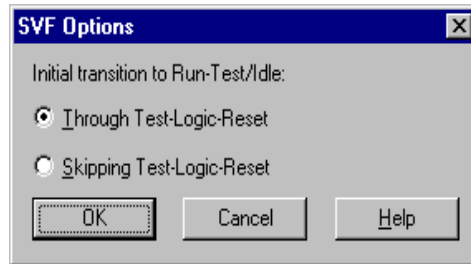 SVF Options
Initial transition to Run-Test/Idle:
Through Test-Logic-Reset
Skipping Test-Logic-Reset
OK Cancel Help